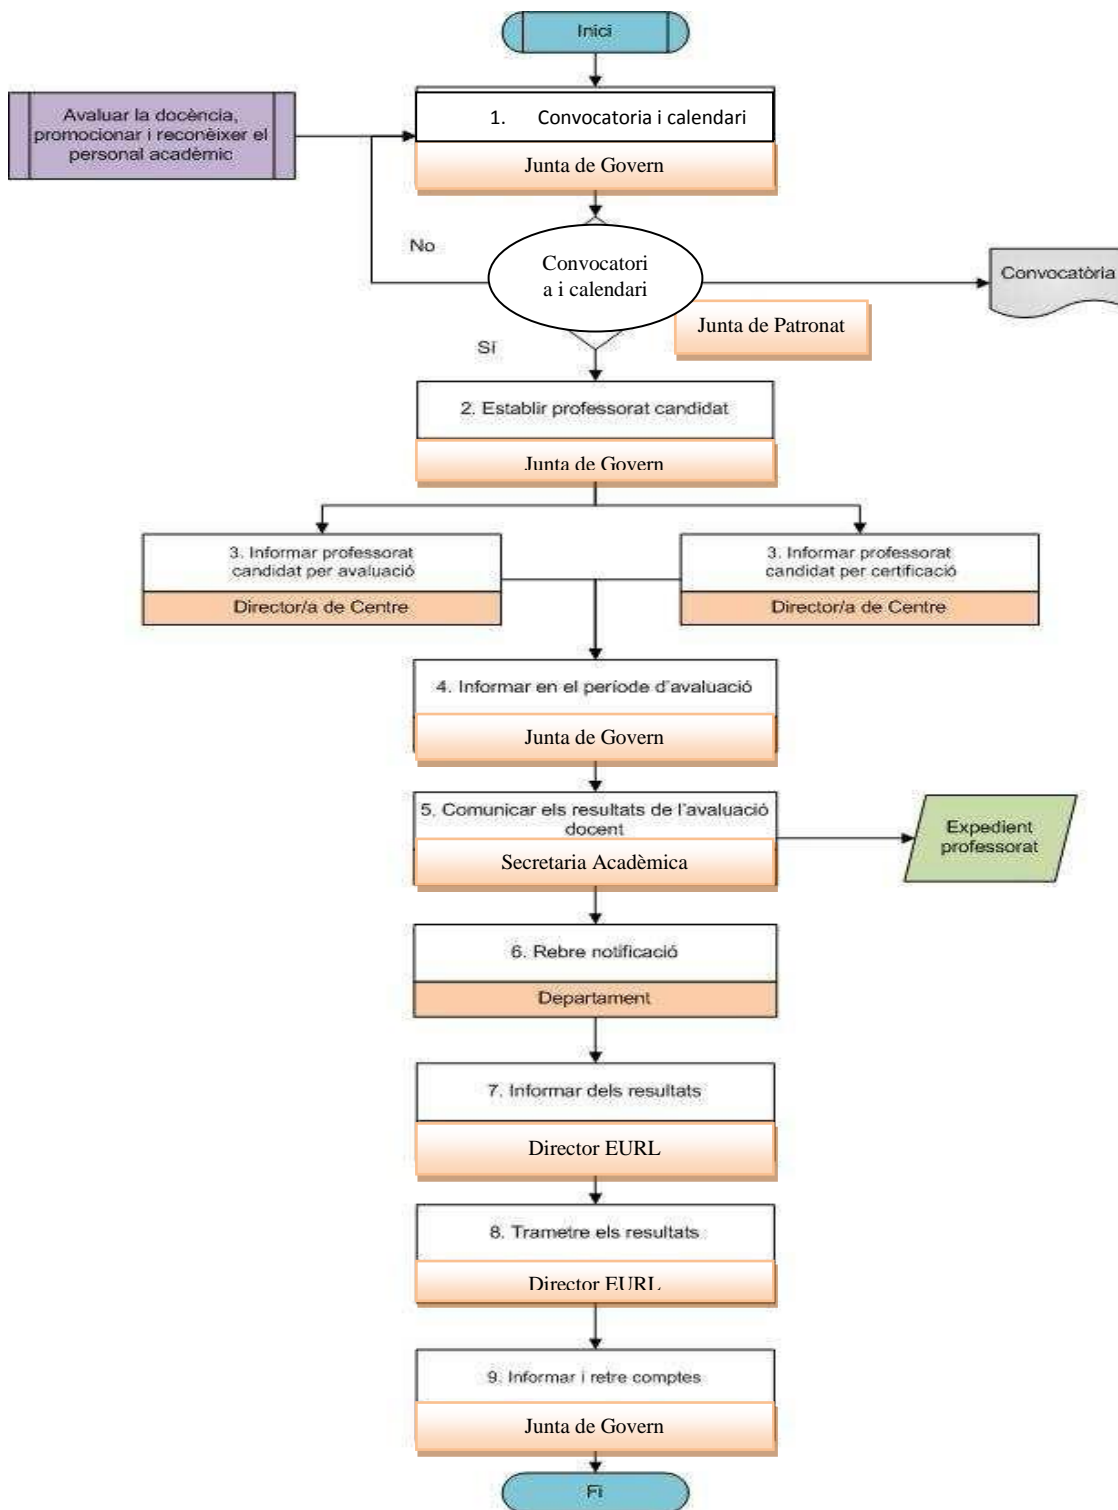 Inici
Avaluar la docència,
promocionar i reconèixer el
personal acadèmic
1. Convocatoria i calendari
Junta de Govern
No
Convocatori
a i calendari
Convocatòria
Junta de Patronat
Sí
2. Establir professorat candidat
Junta de Govern
3. Informar professorat
candidat per avaluació
Director/a de Centre
3. Informar professorat
candidat per certificació
Director/a de Centre
4. Informar en el període d'avaluació
Junta de Govern
5. Comunicar els resultats de l'avaluació
docent
Secretaria Acadèmica
Expedient
professorat
6. Rebre notificació
Departament
7. Informar dels resultats
Director EURL
8. Trametre els resultats
Director EURL
9. Informar i retre comptes
Junta de Govern
Fi